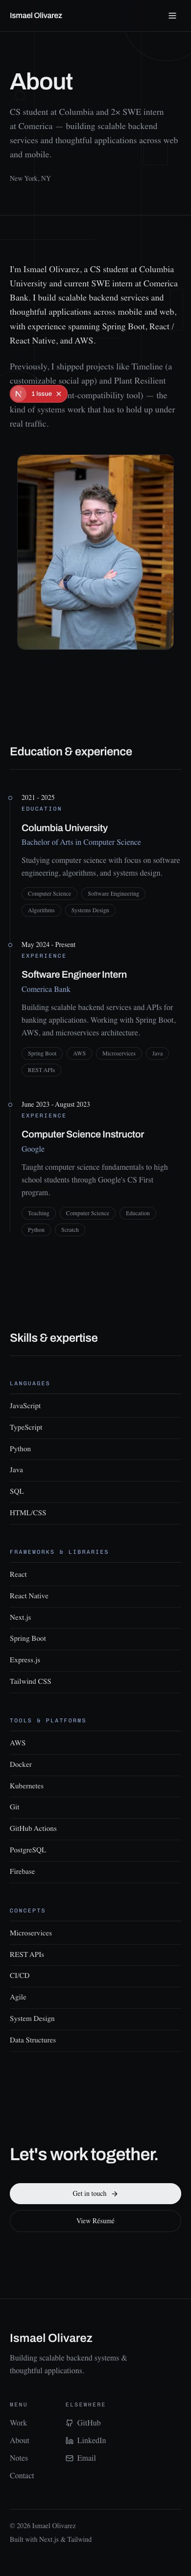 Ismael Olivarez
About
CS student at Columbia and 2× SWE intern
at Comerica — building scalable backend
services and thoughtful applications across web
and mobile.
New York, NY
I'm Ismael Olivarez, a CS student at Columbia
University and current SWE intern at Comerica
Bank. I build scalable backend services and
thoughtful applications across mobile and web,
with experience spanning Spring Boot, React /
React Native, and AWS.
Previously, I shipped projects like Timeline (a
customizable social app) and Plant Resilient
N 1 Issue
nt-compatibility tool) — the
kind of systems work that has to hold up under
real traffic.
Education & experience
2021 - 2025
EDUCATION
Columbia University
Bachelor of Arts in Computer Science
Studying computer science with focus on software
engineering, algorithms, and systems design.
Computer Science
Software Engineering
Algorithms
Systems Design
May 2024 - Present
EXPERIENCE
Software Engineer Intern
Comerica Bank
Building scalable backend services and APIs for
banking applications. Working with Spring Boot,
AWS, and microservices architecture.
Spring Boot
AWS
Microservices
Java
REST APIs
June 2023 - August 2023
EXPERIENCE
Computer Science Instructor
Google
Taught computer science fundamentals to high
school students through Google's CS First
program.
Teaching
Computer Science
Education
Python
Scratch
Skills & expertise
LANGUAGES
JavaScript
TypeScript
Python
Java
SQL
HTML/CSS
FRAMEWORKS & LIBRARIES
React
React Native
Next.js
Spring Boot
Express.js
Tailwind CSS
TOOLS & PLATFORMS
AWS
Docker
Kubernetes
Git
GitHub Actions
PostgreSQL
Firebase
CONCEPTS
Microservices
REST APIs
CI/CD
Agile
System Design
Data Structures
Let's work together.
Get in touch
View Résumé
Ismael Olivarez
Building scalable backend systems &
thoughtful applications.
MENU
Work
About
Notes
Contact
ELSEWHERE
GitHub
LinkedIn
Email
© 2026 Ismael Olivarez
Built with Next.js & Tailwind